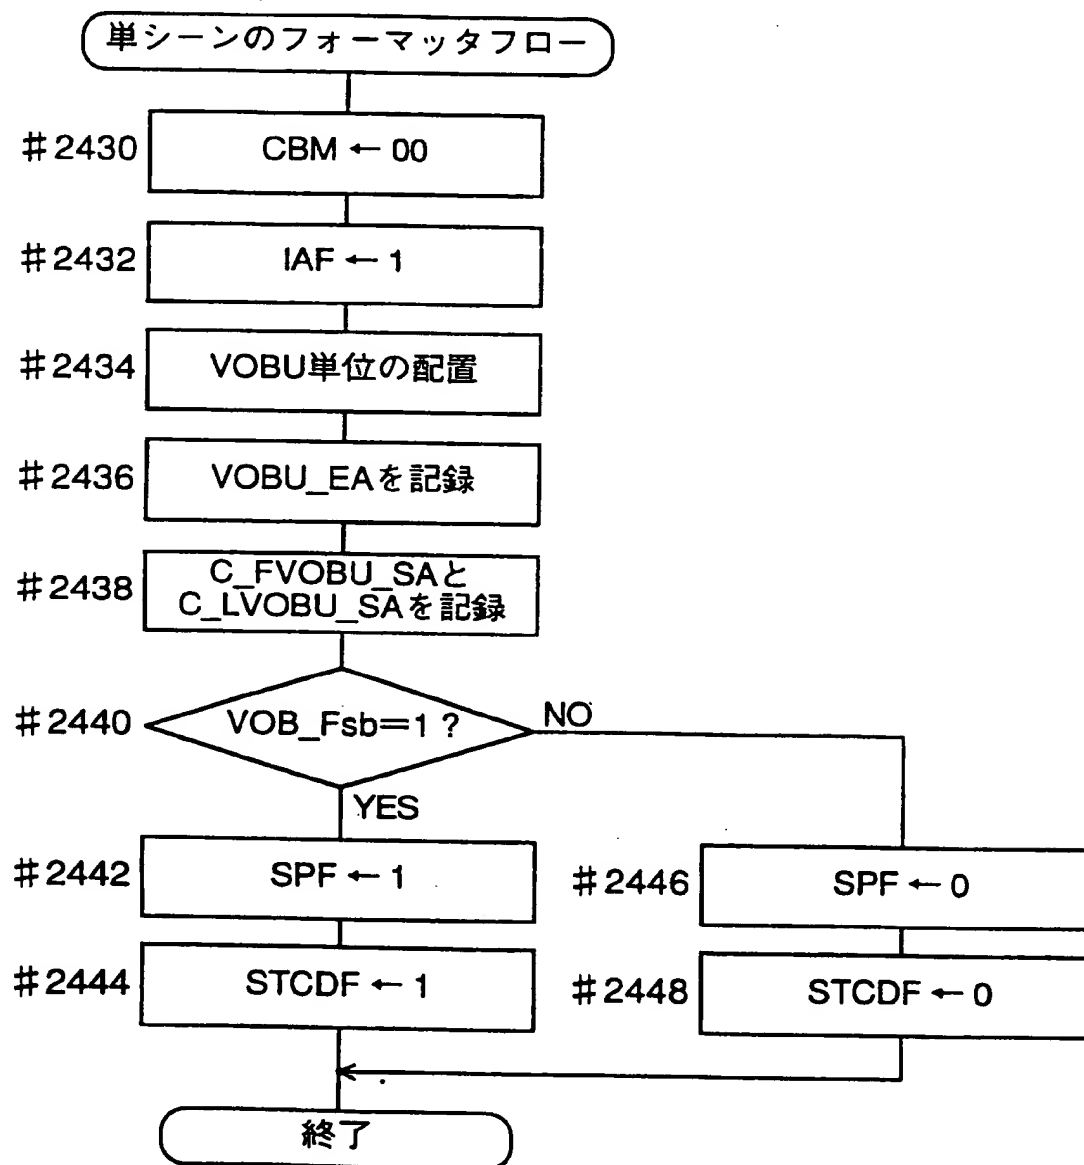 単シーンのフォーマッタフロー
#2430 CBM ← 00
#2432 IAF ← 1
#2434 VOBU単位の配置
#2436 VOBU_EAを記録
#2438 C_FVOBU_SAと
C_LVOBU_SAを記録
#2440 VOB_Fsb=1? NO
YES
#2442 SPF ← 1 #2446 SPF ← 0
#2444 STCDF ← 1 #2448 STCDF ← 0
終了